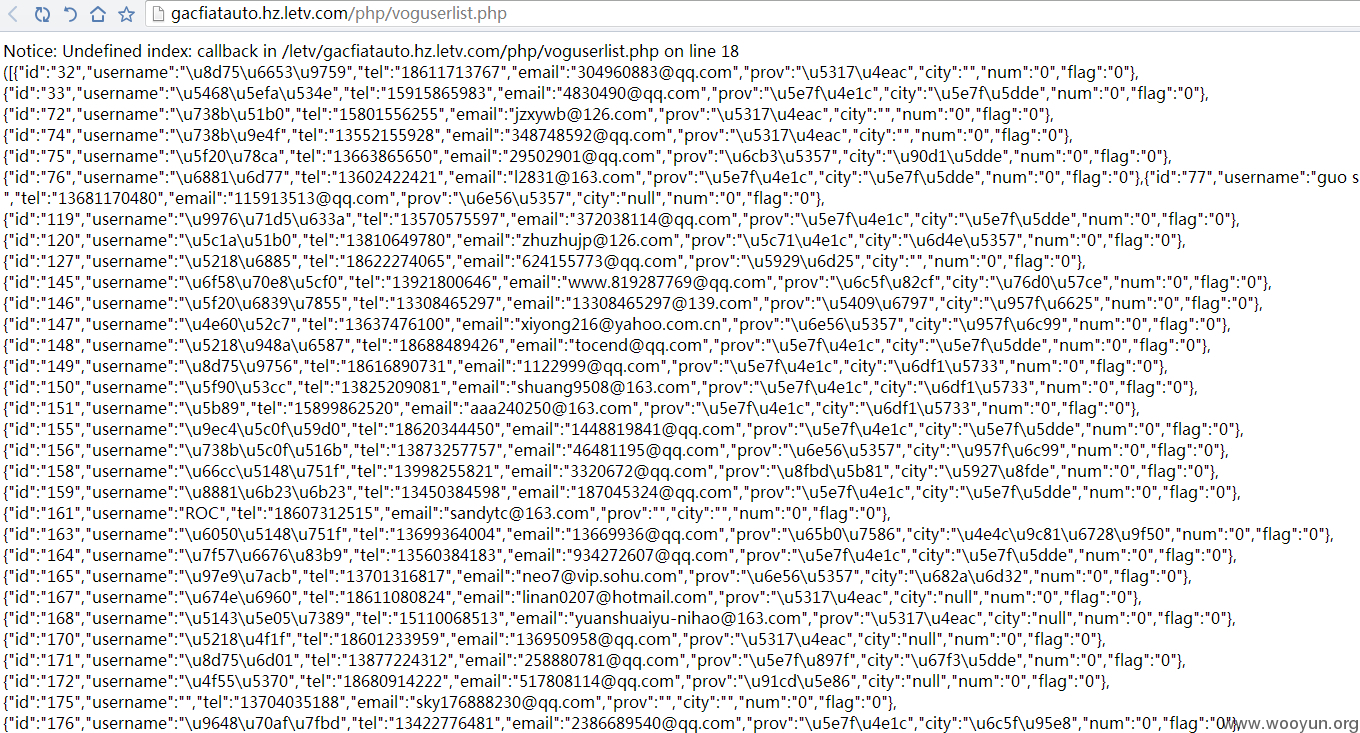 gacfiatauto.hz.letv.com/php/voguserlist.php
Notice: Undefined index: callback in /letv/gacfiatauto.hz.letv.com/php/voguserlist.php on line 18
([{"id":"32","username":"\u8d75\u6653\u9759","tel":"18611713767","email":"304960883@qq.com","prov":"\u5317\u4eac","city":"","num":"0","flag":"0"},
{"id":"33","username":"\u5468\u5efa\u534e","tel":"15915865983","email":"4830490@qq.com","prov":"\u5e7f\u4e1c","city":"\u5e7f\u5dde","num":"0","flag":"0"},
{"id":"72","username":"\u738b\u51b0","tel":"15801556255","email":"jzxywb@126.com","prov":"\u5317\u4eac","city":"","num":"0","flag":"0"},
{"id":"74","username":"\u738b\u9e4f","tel":"13552155928","email":"348748592@qq.com","prov":"\u5317\u4eac","city":"","num":"0","flag":"0"},
{"id":"75","username":"\u5f20\u78ca","tel":"13663865650","email":"29502901@qq.com","prov":"\u6cb3\u5357","city":"\u90d1\u5dde","num":"0","flag":"0"},
{"id":"76","username":"\u6881\u6d77","tel":"13602422421","email":"l2831@163.com","prov":"\u5e7f\u4e1c","city":"\u5e7f\u5dde","num":"0","flag":"0"},{"id":"77","username":"guo s
","tel":"13681170480","email":"115913513@qq.com","prov":"\u6e56\u5357","city":"null","num":"0","flag":"0"},
{"id":"119","username":"\u9976\u71d5\u633a","tel":"13570575597","email":"372038114@qq.com","prov":"\u5e7f\u4e1c","city":"\u5e7f\u5dde","num":"0","flag":"0"},
{"id":"120","username":"\u5c1a\u51b0","tel":"13810649780","email":"zhuzhujp@126.com","prov":"\u5c71\u4e1c","city":"\u6d4e\u5357","num":"0","flag":"0"},
{"id":"127","username":"\u5218\u6885","tel":"18622274065","email":"624155773@qq.com","prov":"\u5929\u6d25","city":"","num":"0","flag":"0"},
{"id":"145","username":"\u6f58\u70e8\u5cf0","tel":"13921800646","email":"www.819287769@qq.com","prov":"\u6c5f\u82cf","city":"\u76d0\u57ce","num":"0","flag":"0"},
{"id":"146","username":"\u5f20\u6839\u7855","tel":"13308465297","email":"13308465297@139.com","prov":"\u5409\u6797","city":"\u957f\u6625","num":"0","flag":"0"},
{"id":"147","username":"\u4e60\u52c7","tel":"13637476100","email":"xiyong216@yahoo.com.cn","prov":"\u6e56\u5357","city":"\u957f\u6c99","num":"0","flag":"0"},
{"id":"148","username":"\u5218\u948a\u6587","tel":"18688489426","email":"tocend@qq.com","prov":"\u5e7f\u4e1c","city":"\u5e7f\u5dde","num":"0","flag":"0"},
{"id":"149","username":"\u8d75\u9756","tel":"18616890731","email":"1122999@qq.com","prov":"\u5e7f\u4e1c","city":"\u6df1\u5733","num":"0","flag":"0"},
{"id":"150","username":"\u5f90\u53cc","tel":"13825209081","email":"shuang9508@163.com","prov":"\u5e7f\u4e1c","city":"\u6df1\u5733","num":"0","flag":"0"},
{"id":"151","username":"\u5b89","tel":"15899862520","email":"aaa240250@163.com","prov":"\u5e7f\u4e1c","city":"\u6df1\u5733","num":"0","flag":"0"},
{"id":"155","username":"\u9ec4\u5c0f\u59d0","tel":"18620344450","email":"1448819841@qq.com","prov":"\u5e7f\u4e1c","city":"\u5e7f\u5dde","num":"0","flag":"0"},
{"id":"156","username":"\u738b\u5c0f\u516b","tel":"13873257757","email":"46481195@qq.com","prov":"\u6e56\u5357","city":"\u957f\u6c99","num":"0","flag":"0"},
{"id":"158","username":"\u66cc\u5148\u751f","tel":"13998255821","email":"3320672@qq.com","prov":"\u8fbd\u5b81","city":"\u5927\u8fde","num":"0","flag":"0"},
{"id":"159","username":"\u8881\u6b23\u6b23","tel":"13450384598","email":"187045324@qq.com","prov":"\u5e7f\u4e1c","city":"\u5e7f\u5dde","num":"0","flag":"0"},
{"id":"161","username":"ROC","tel":"18607312515","email":"sandytc@163.com","prov":"","city":"","num":"0","flag":"0"},
{"id":"163","username":"\u6050\u5148\u751f","tel":"13699364004","email":"13669936@qq.com","prov":"\u65b0\u7586","city":"\u4e4c\u9c81\u6728\u9f50","num":"0","flag":"0"},
{"id":"164","username":"\u7f57\u6676\u83b9","tel":"13560384183","email":"934272607@qq.com","prov":"\u5e7f\u4e1c","city":"\u5e7f\u5dde","num":"0","flag":"0"},
{"id":"165","username":"\u97e9\u7acb","tel":"13701316817","email":"neo7@vip.sohu.com","prov":"\u6e56\u5357","city":"\u682a\u6d32","num":"0","flag":"0"},
{"id":"167","username":"\u674e\u6960","tel":"18611080824","email":"linan0207@hotmail.com","prov":"\u5317\u4eac","city":"null","num":"0","flag":"0"},
{"id":"168","username":"\u5143\u5e05\u7389","tel":"15110068513","email":"yuanshuaiyu-nihao@163.com","prov":"\u5317\u4eac","city":"null","num":"0","flag":"0"},
{"id":"170","username":"\u5218\u4f1f","tel":"18601233959","email":"136950958@qq.com","prov":"\u5317\u4eac","city":"null","num":"0","flag":"0"},
{"id":"171","username":"\u8d75\u6d01","tel":"13877224312","email":"258880781@qq.com","prov":"\u5e7f\u897f","city":"\u67f3\u5dde","num":"0","flag":"0"},
{"id":"172","username":"\u4f55\u5370","tel":"18680914222","email":"517808114@qq.com","prov":"\u91cd\u5e86","city":"null","num":"0","flag":"0"},
{"id":"175","username":"","tel":"13704035188","email":"sky176888230@qq.com","prov":"","city":"","num":"0","flag":"0"}
{"id":"176","username":"\u9648\u70af\u7fbd","tel":"13422776481","email":"2386689540@qq.com","prov":"\u5e7f\u4e1c","city":"\u6c5f\u95e8","num":"0","flag":"0"},
www.wooyun.org